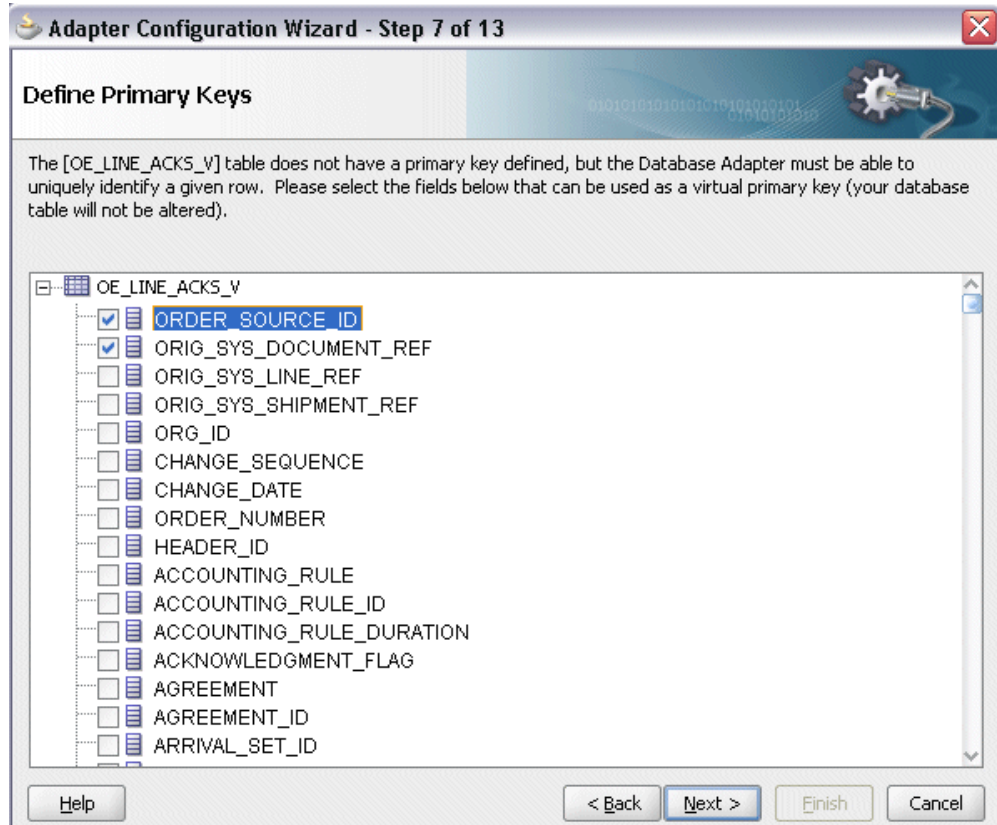 Adapter Configuration Wizard - Step 7 of 13
Define Primary Keys
The [OE_LINE_ACKS_V] table does not have a primary key defined, but the Database Adapter must be able to
uniquely identify a given row. Please select the fields below that can be used as a virtual primary key (your database
table will not be altered).
OE_LINE_ACKS_V
ORDER_SOURCE_ID
ORIG_SYS_DOCUMENT_REF
ORIG_SYS_LINE_REF
ORIG_SYS_SHIPMENT_REF
ORG_ID
CHANGE_SEQUENCE
CHANGE_DATE
ORDER_NUMBER
HEADER_ID
ACCOUNTING_RULE
ACCOUNTING_RULE_ID
ACCOUNTING_RULE_DURATION
ACKNOWLEDGMENT_FLAG
AGREEMENT
AGREEMENT_ID
ARRIVAL_SET_ID
Help < Back Next > Finish Cancel